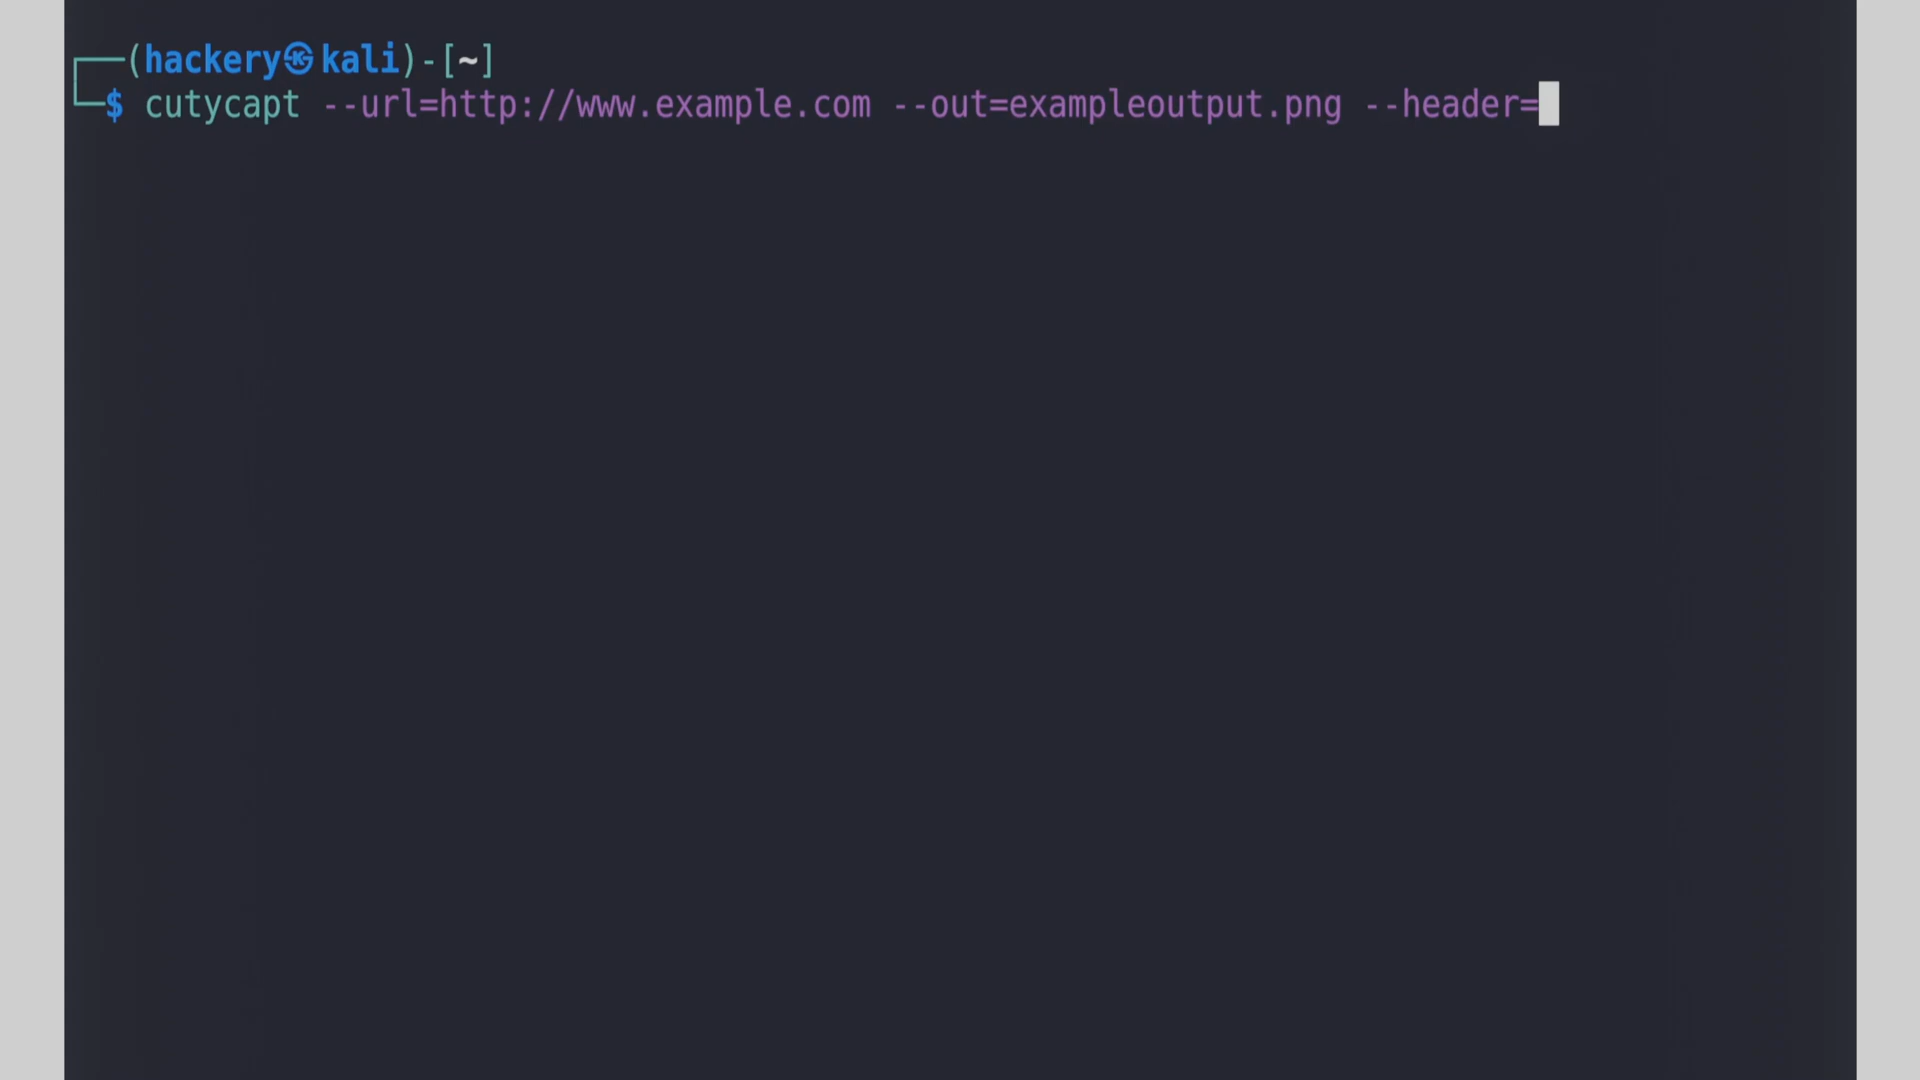 ┌──(hackery㉿kali)-[~]
└─$ cutycapt --url=http://www.example.com --out=exampleoutput.png --header=